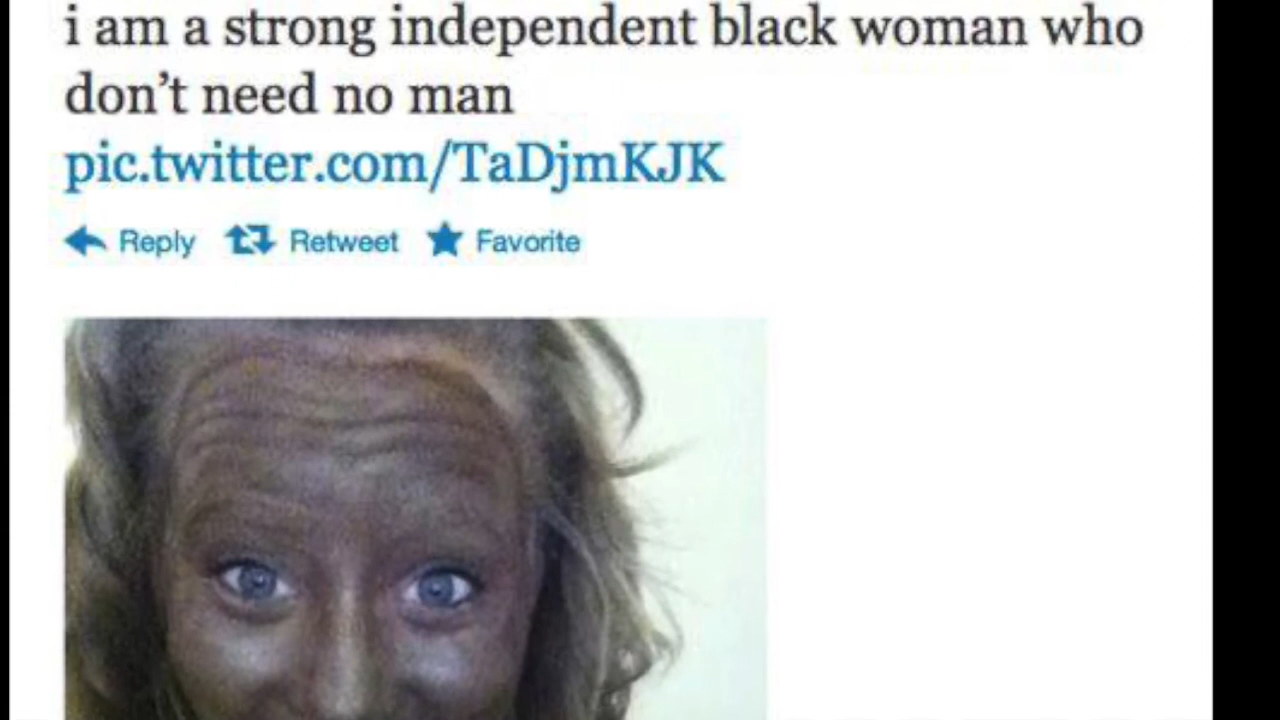 i am a strong independent black woman who
don't need no man
pic.twitter.com/TaDjmKJK
Reply Retweet Favorite